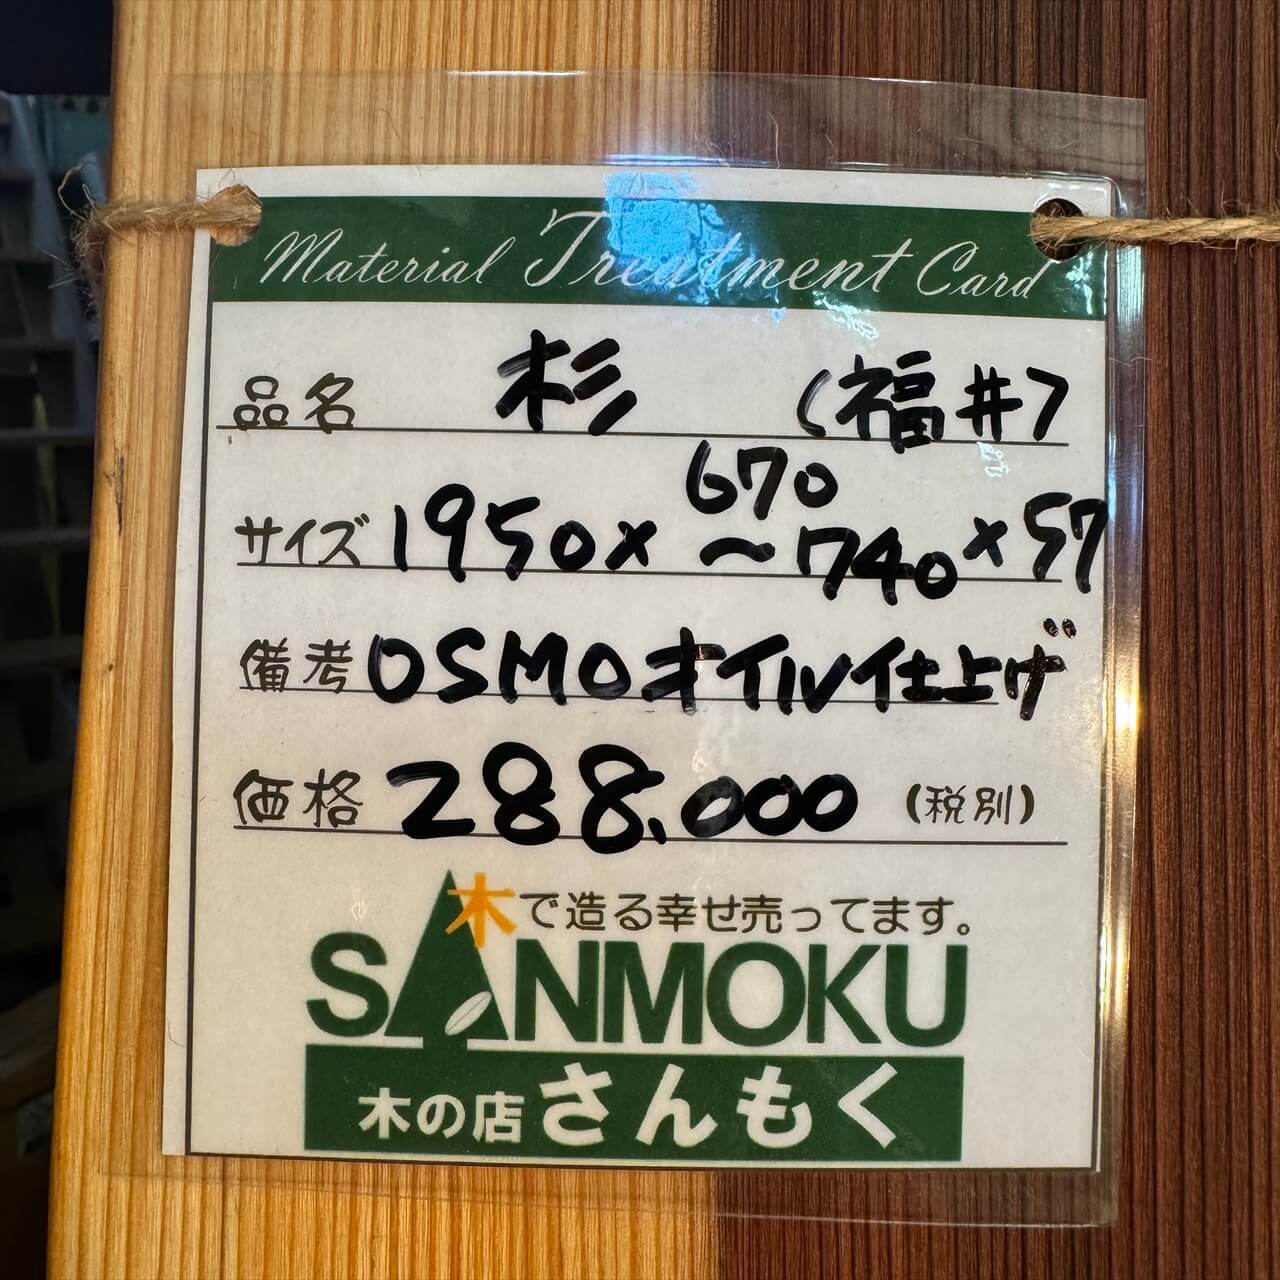 Material Treatment Card
品名 杉 (福井)
サイズ 1950× 670~740 ×57
備考 OSMOオイル仕上げ
価格 288.000 (税別)
木で造る幸せ売ってます。
SANMOKU
木の店 さんもく